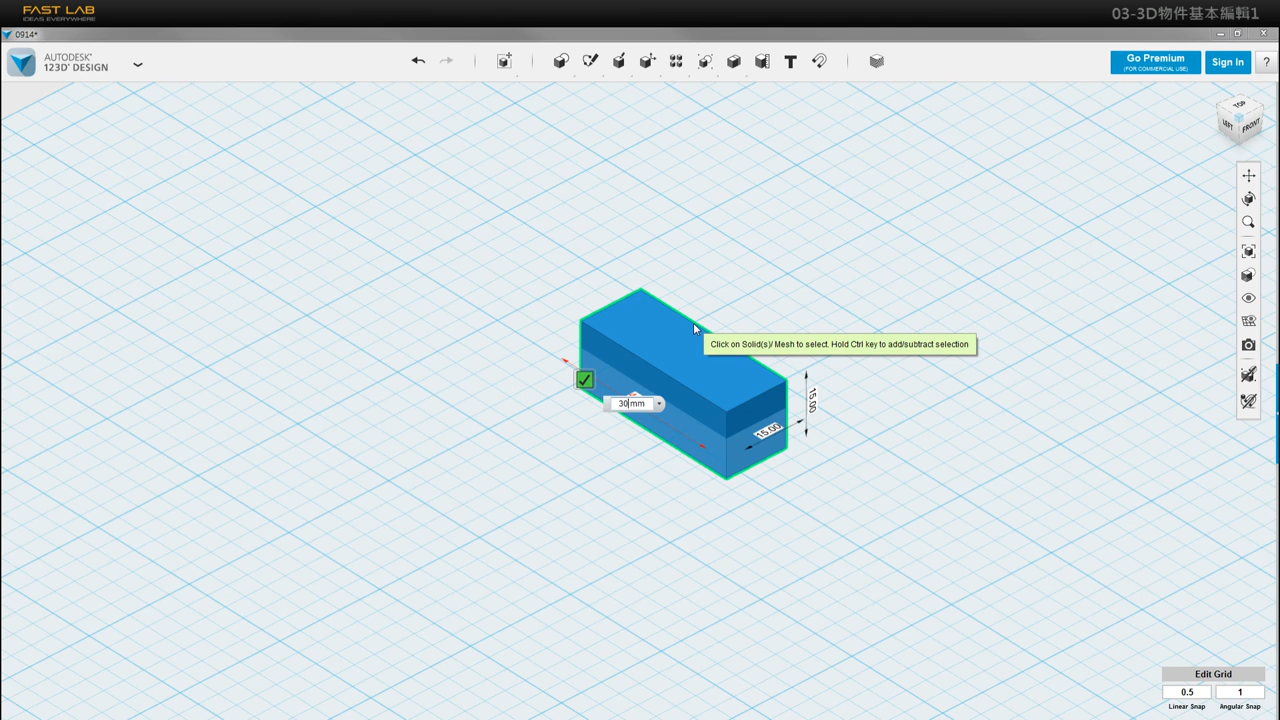 FAST LAB
IDEAS EVERYWHERE
03-3D物件基本編輯1
0914*
AUTODESK®
123D® DESIGN
T
Go Premium
(FOR COMMERCIAL USE)
Sign In
?
TOP
LEFT
FRONT
Click on Solid(s)/ Mesh to select. Hold Ctrl key to add/subtract selection
30mm
15.00
15.00
Edit Grid
0.5
1
Linear Snap
Angular Snap